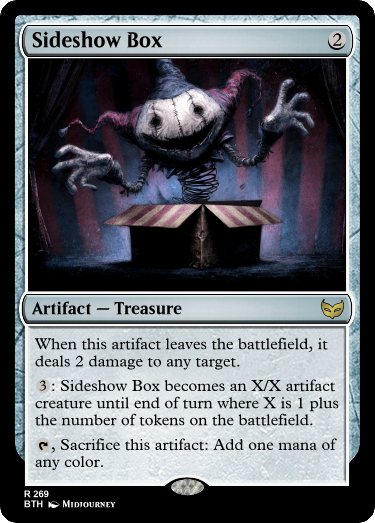 Sideshow Box 2
Artifact — Treasure
When this artifact leaves the battlefield, it
deals 2 damage to any target.
3: Sideshow Box becomes an X/X artifact
creature until end of turn where X is 1 plus
the number of tokens on the battlefield.
, Sacrifice this artifact: Add one mana of
any color.
R 269
BTH Midjourney